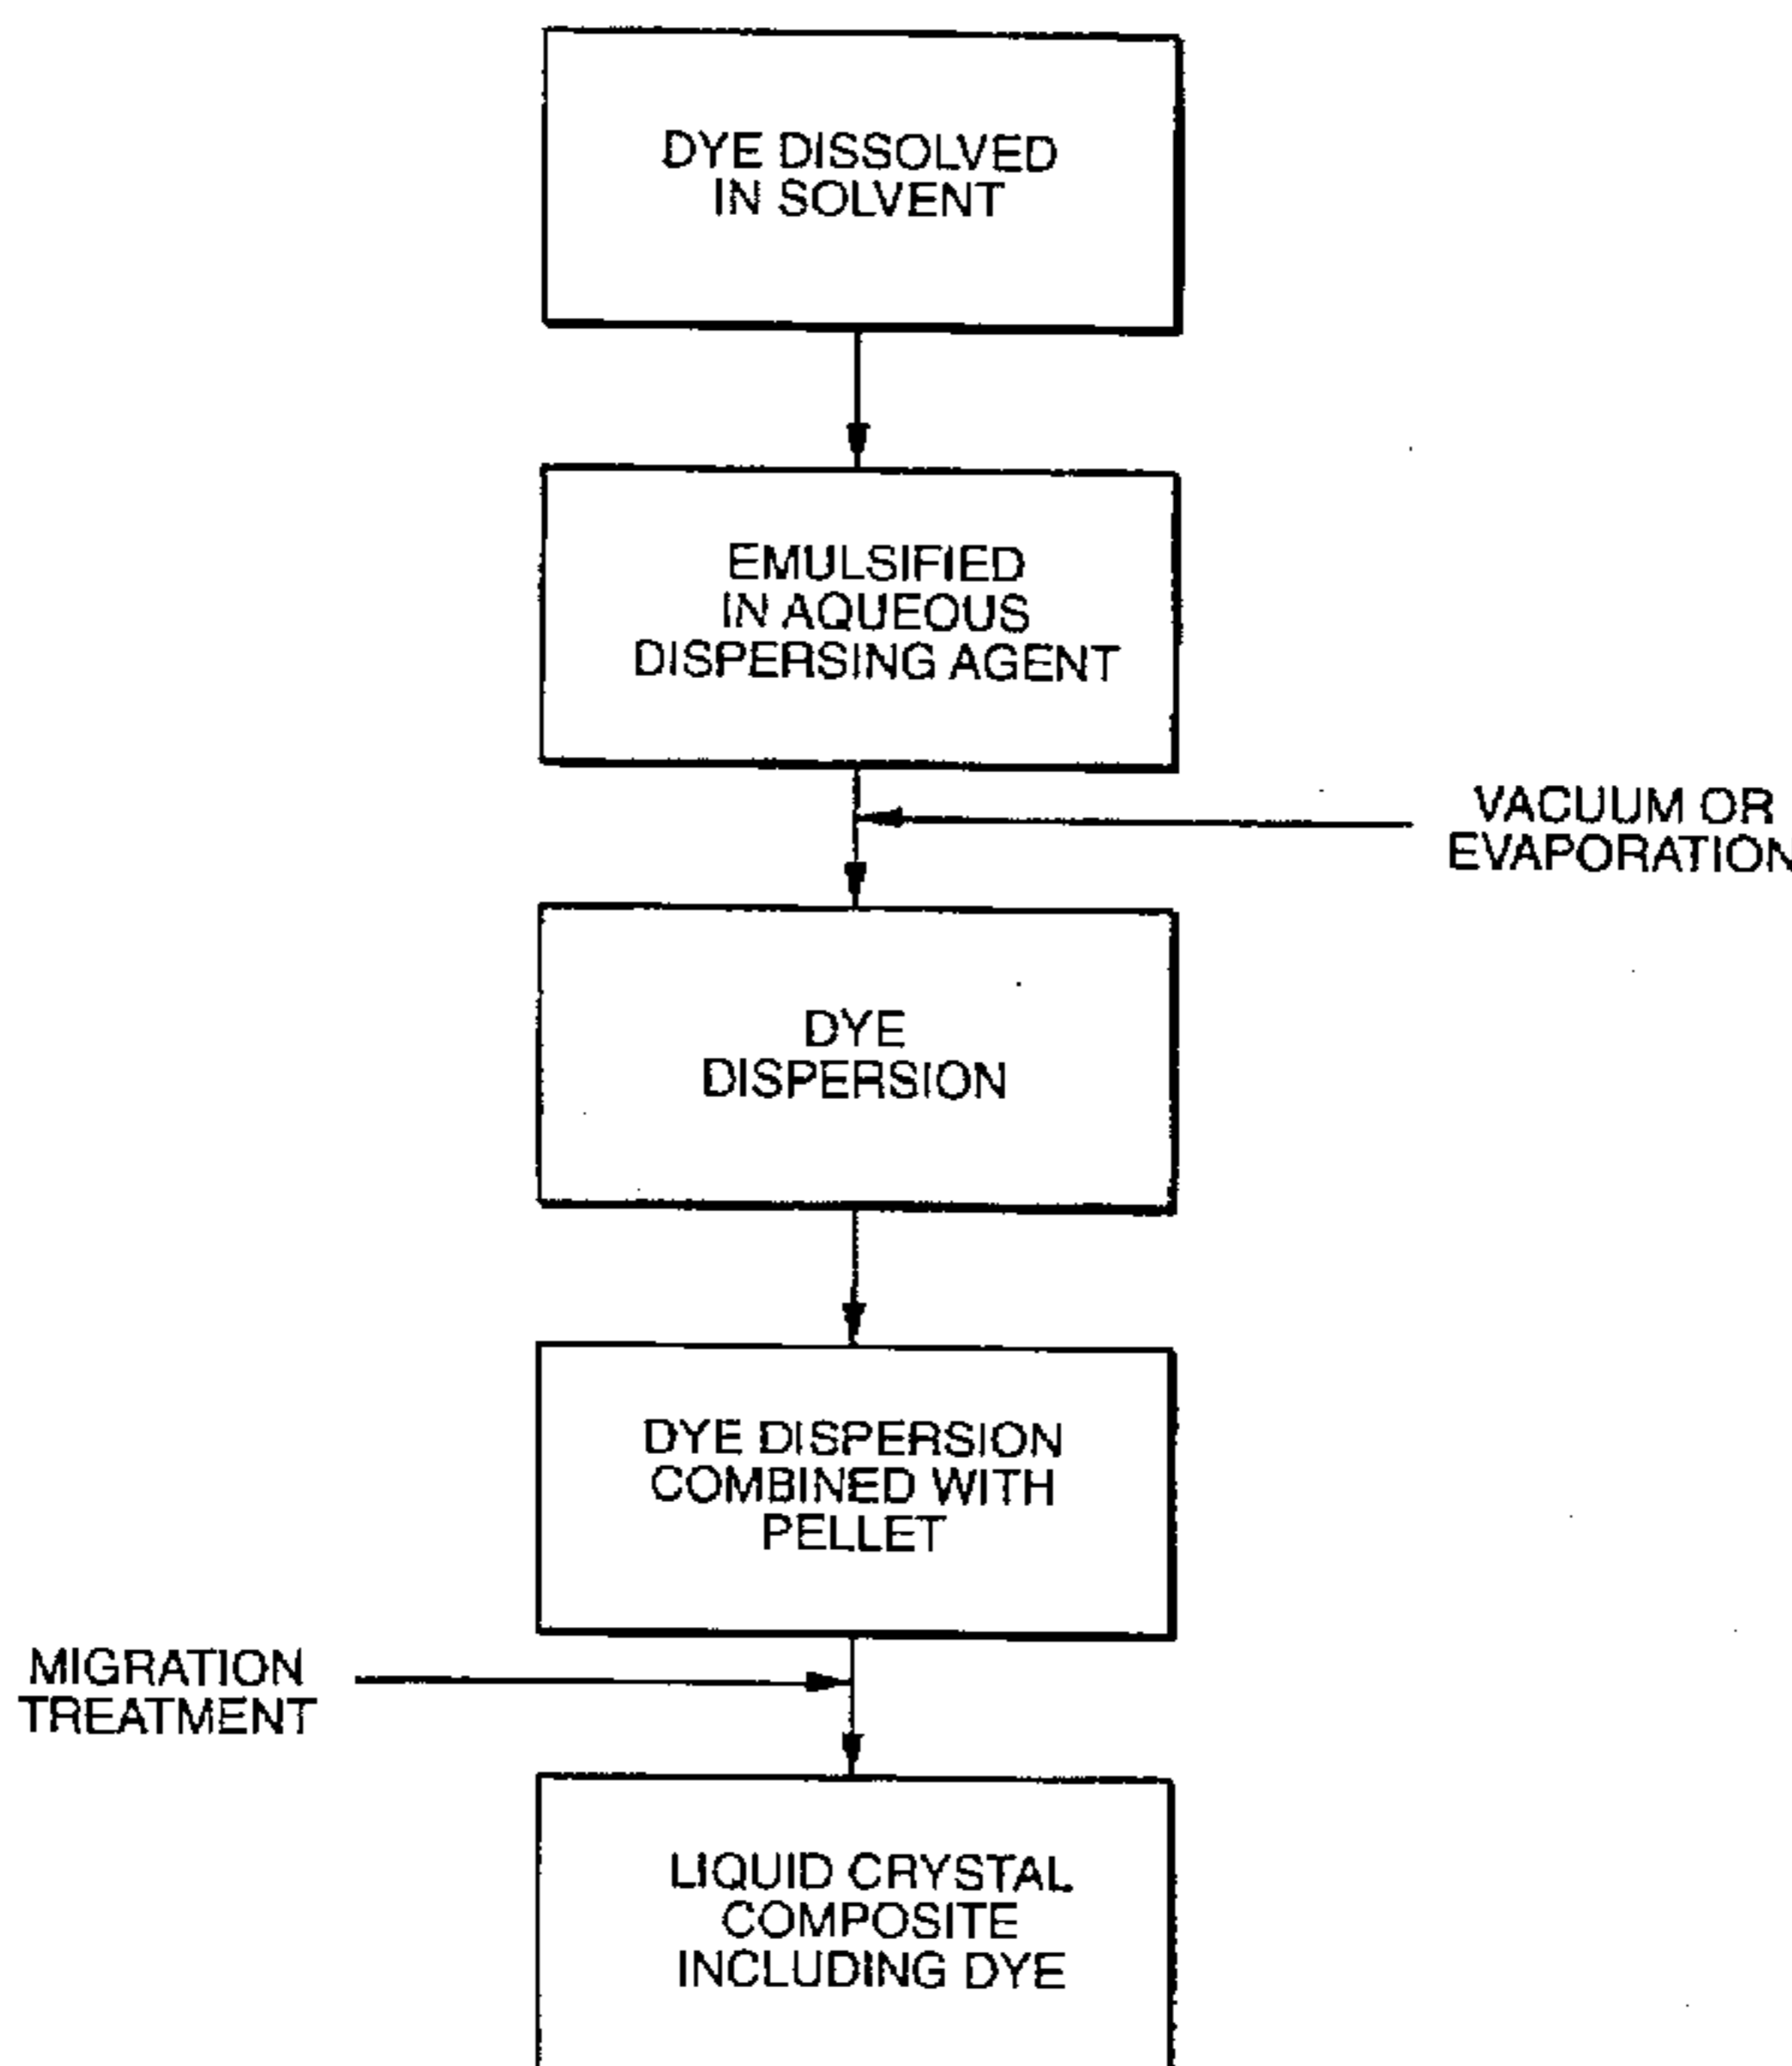 DYE DISSOLVED
IN SOLVENT
EMULSIFIED
IN AQUEOUS
DISPERSING AGENT
VACUUM OR
EVAPORATION
DYE
DISPERSION
DYE DISPERSION
COMBINED WITH
PELLET
MIGRATION
TREATMENT
LIQUID CRYSTAL
COMPOSITE
INCLUDING DYE